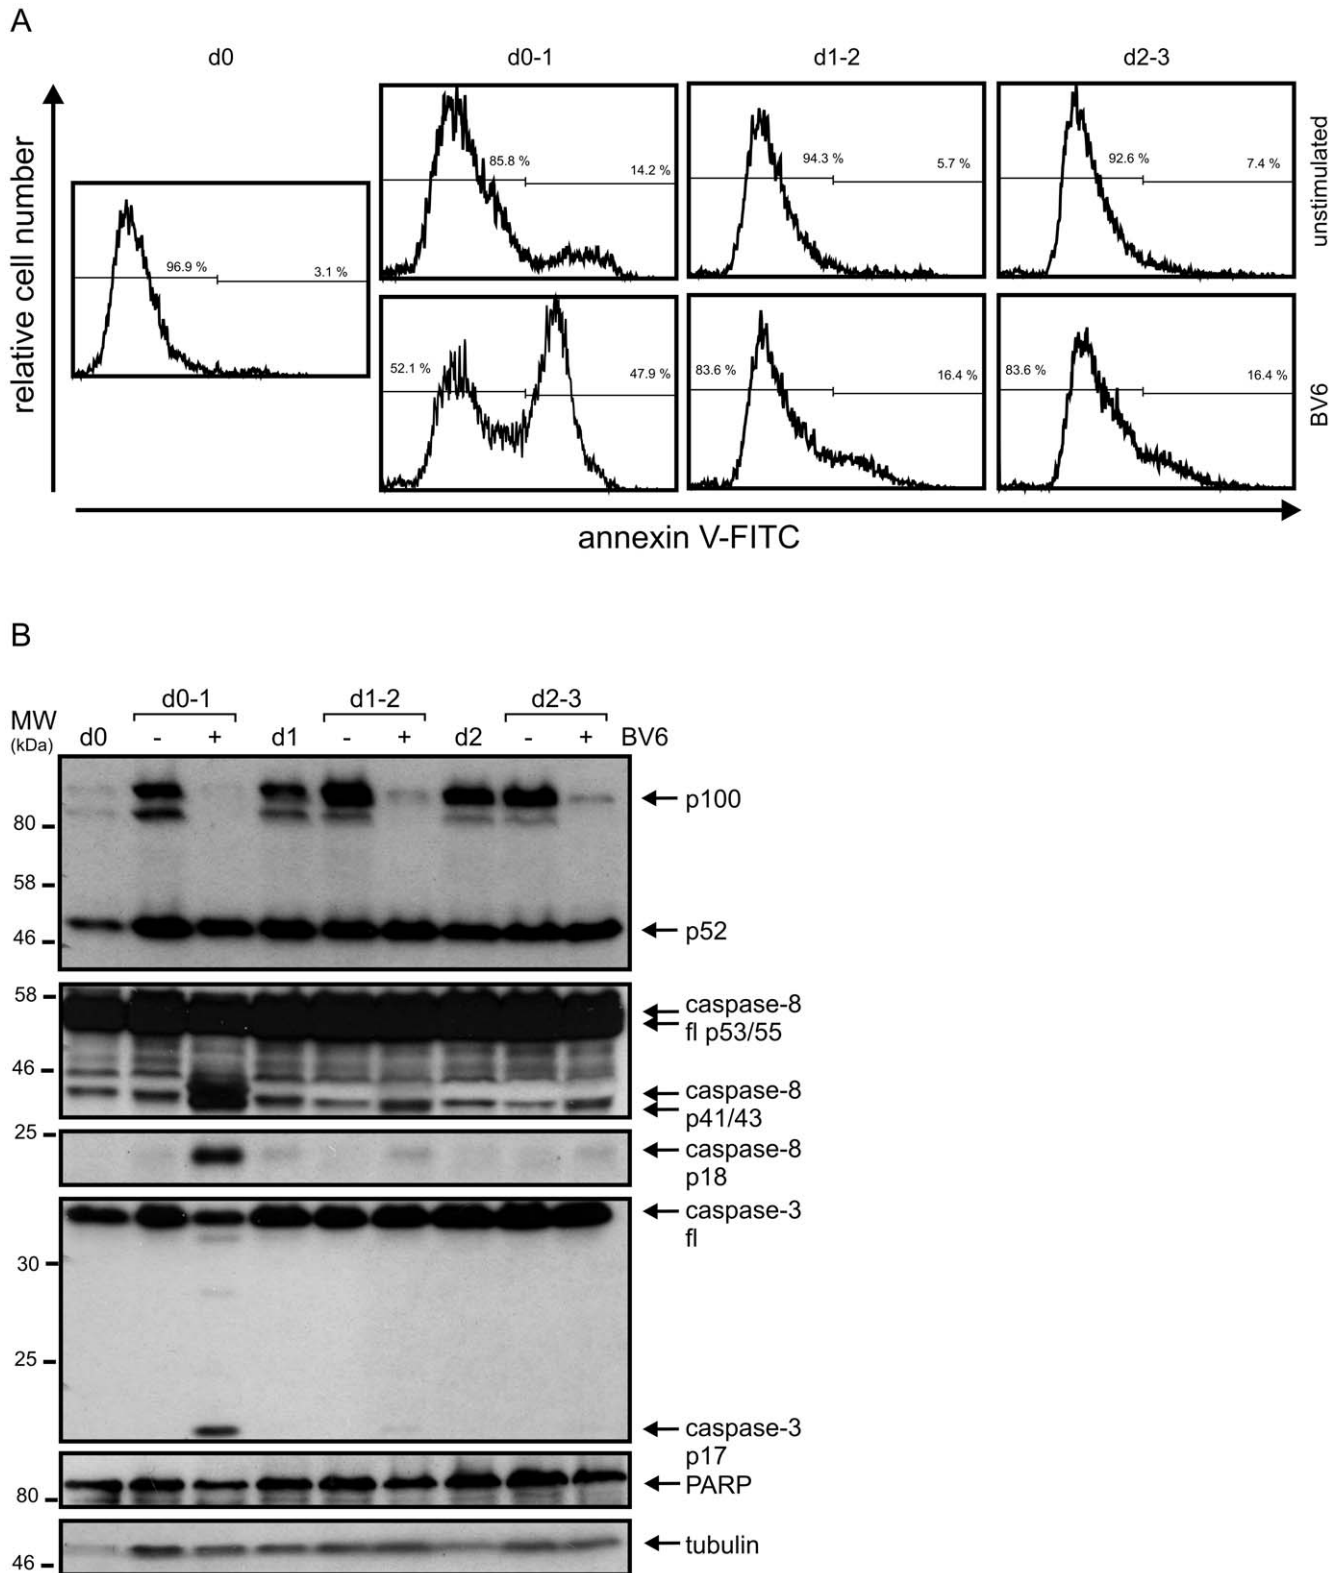 A
d0 d0-1 d1-2 d2-3
relative cell number
96.9 % 3.1 %
85.8 % 14.2 %
94.3 % 5.7 %
92.6 % 7.4 %
unstimulated
52.1 % 47.9 %
83.6 % 16.4 %
83.6 % 16.4 %
BV6
annexin V-FITC
B
d0-1 d1-2 d2-3
MW
(kDa)
d0 - + d1 - + d2 - + BV6
p100
80
58
p52
46
58
caspase-8
fl p53/55
46
caspase-8
p41/43
25
caspase-8
p18
caspase-3
fl
30
25
caspase-3
p17
PARP
80
tubulin
46